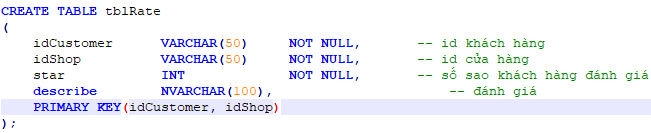 CREATE TABLE tblRate
(
idCustomer VARCHAR(50) NOT NULL, -- id khách hàng
idShop VARCHAR(50) NOT NULL, -- id cửa hàng
star INT NOT NULL, -- số sao khách hàng đánh giá
describe NVARCHAR(100), -- đánh giá
PRIMARY KEY(idCustomer, idShop)
);